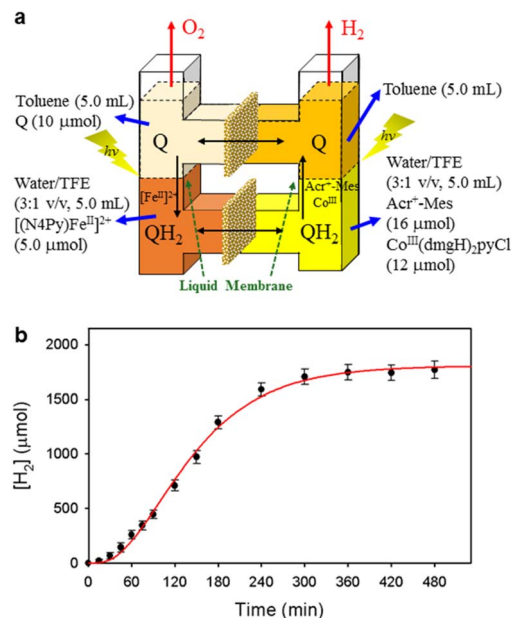 a
O₂
H₂
Toluene (5.0 mL)
Q (10 μmol)
Toluene (5.0 mL)
Q
Q
hν
hν
Water/TFE
(3:1 v/v, 5.0 mL)
[(N4Py)Feᴵᴵ]²⁺
(5.0 μmol)
[Feᴵᴵ]²⁺
QH₂
Acr⁺-Mes
Coᴵᴵᴵ
QH₂
Water/TFE
(3:1 v/v, 5.0 mL)
Acr⁺-Mes
(16 μmol)
Coᴵᴵᴵ(dmgH)₂pyCl
(12 μmol)
Liquid Membrane
b
[H₂] (μmol)
2000
1500
1000
500
0
0 60 120 180 240 300 360 420 480
Time (min)